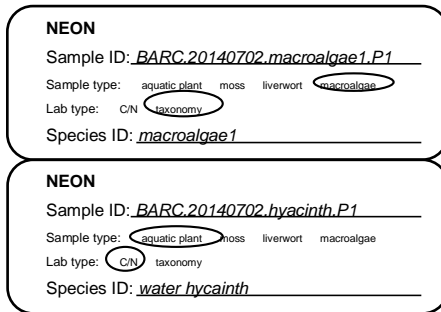 NEON
Sample ID: BARC.20140702.macroalgae1.P1
Sample type: aquatic plant moss liverwort macroalgae
Lab type: C/N taxonomy
Species ID: macroalgae1
NEON
Sample ID: BARC.20140702.hyacinth.P1
Sample type: aquatic plant moss liverwort macroalgae
Lab type: C/N taxonomy
Species ID: water hycainth